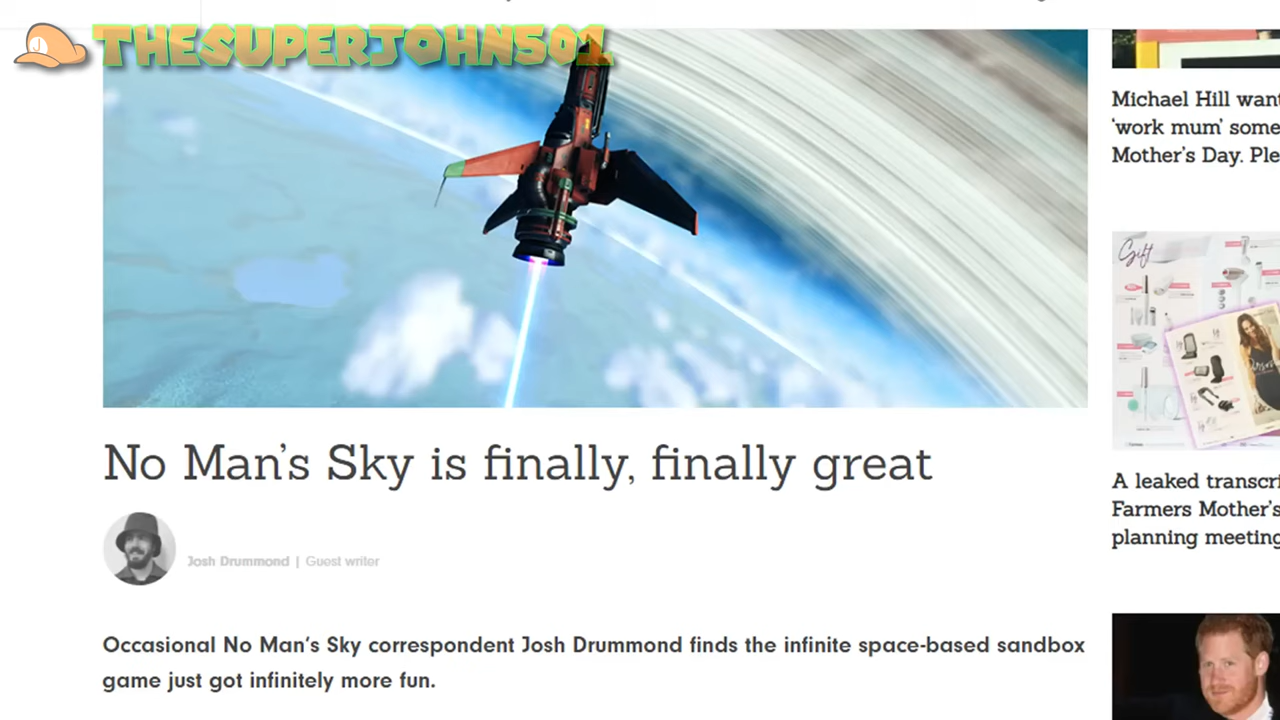 THESUPERJOHN501
Michael Hill want
'work mum' some
Mother's Day. Ple
Gift
No Man's Sky is finally, finally great
Josh Drummond | Guest writer
A leaked transcri
Farmers Mother's
planning meeting
Occasional No Man's Sky correspondent Josh Drummond finds the infinite space-based sandbox
game just got infinitely more fun.